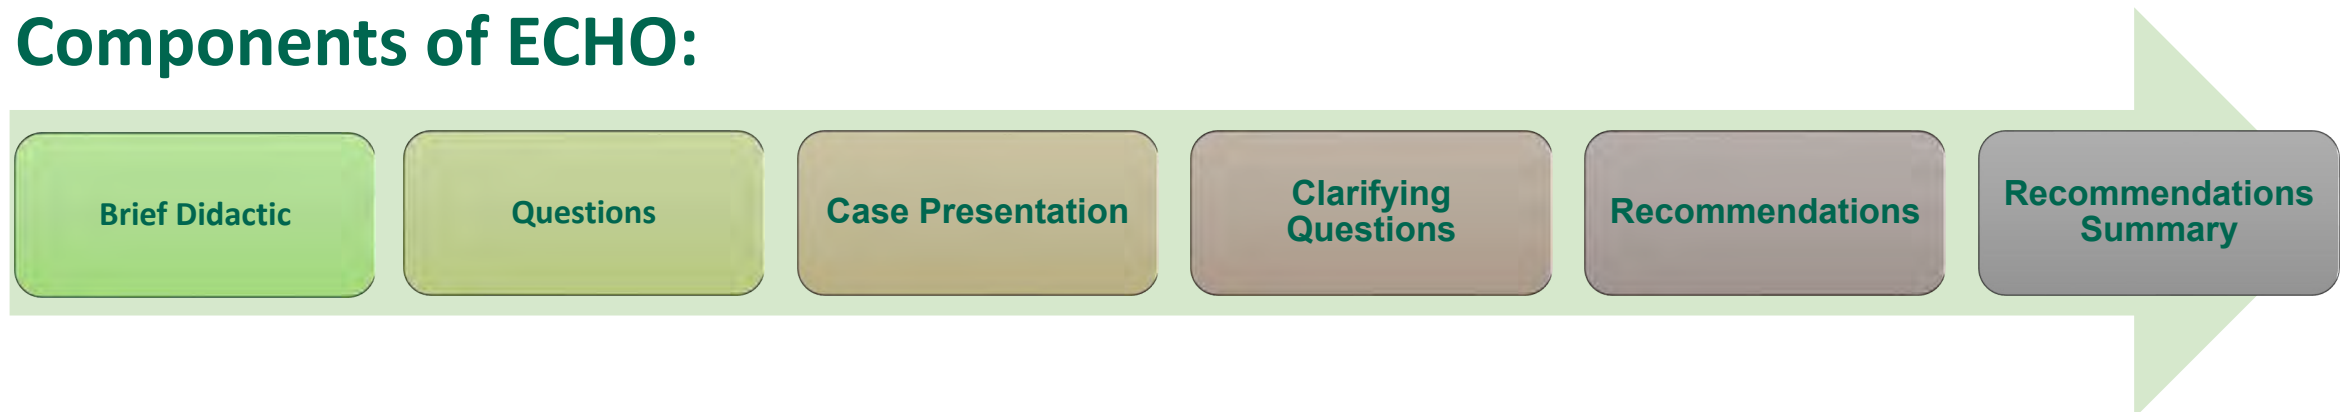 Components of ECHO:
Brief Didactic
Questions
Case Presentation
Clarifying
Questions
Recommendations
Recommendations
Summary